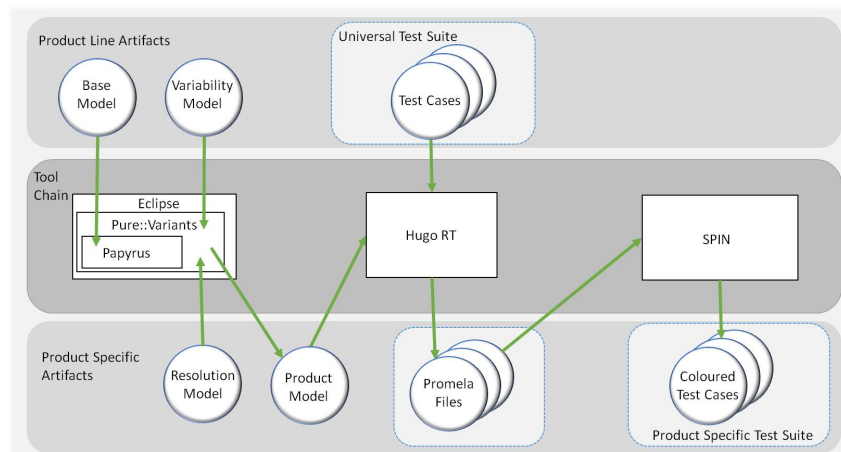 Product Line Artifacts
Universal Test Suite
Base
Model
Variability
Model
Test Cases
Tool
Chain
Eclipse
Pure::Variants
Papyrus
Hugo RT
SPIN
Product Specific
Artifacts
Resolution
Model
Product
Model
Promela
Files
Coloured
Test Cases
Product Specific Test Suite